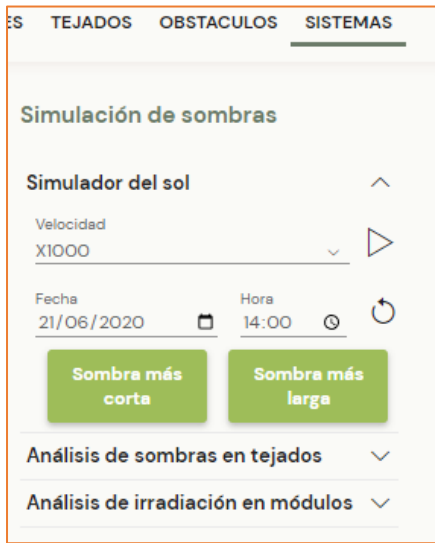 ES TEJADOS OBSTACULOS SISTEMAS
Simulación de sombras
Simulador del sol
Velocidad
X1000
Fecha Hora
21/06/2020 14:00
Sombra más
corta
Sombra más
larga
Análisis de sombras en tejados
Análisis de irradiación en módulos